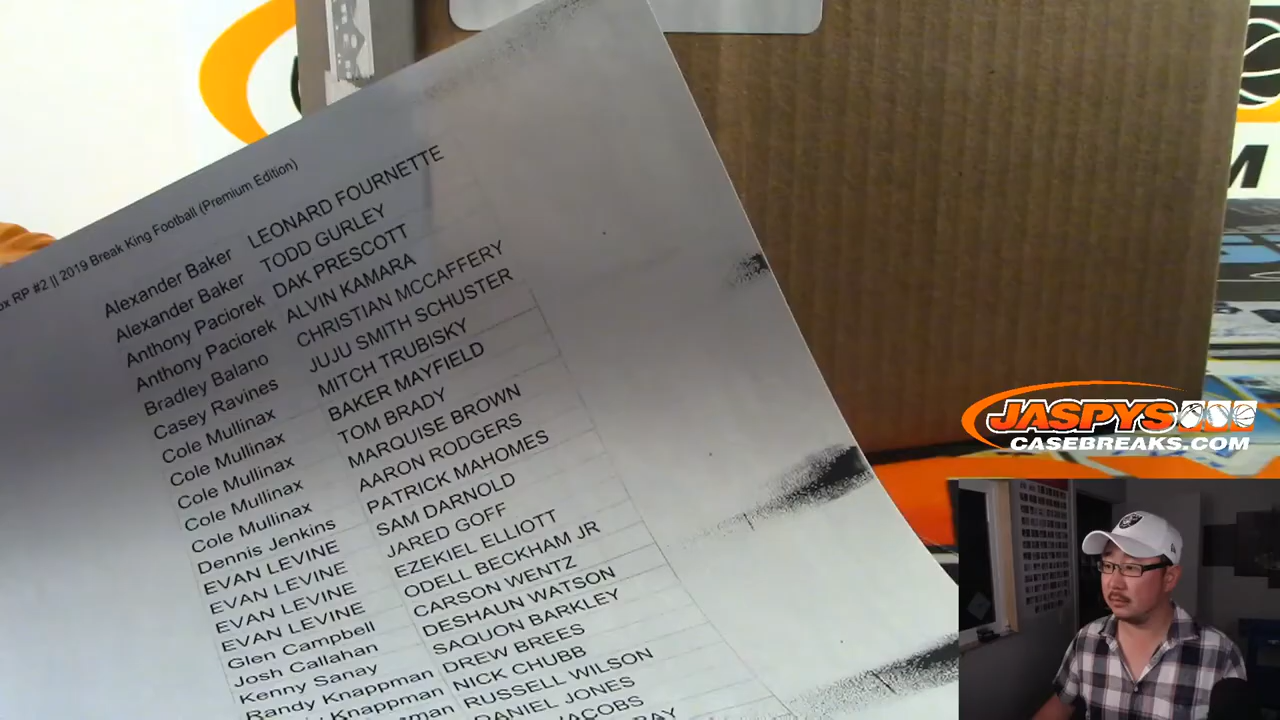 RP #2 || 2019 Break King Football (Premium Edition)
Alexander Baker LEONARD FOURNETTE
Alexander Baker TODD GURLEY
Anthony Paciorek DAK PRESCOTT
Anthony Paciorek ALVIN KAMARA
Bradley Balano CHRISTIAN MCCAFFERY
Casey Ravines JUJU SMITH SCHUSTER
Cole Mullinax MITCH TRUBISKY
Cole Mullinax BAKER MAYFIELD
Cole Mullinax TOM BRADY
Cole Mullinax MARQUISE BROWN
Dennis Jenkins AARON RODGERS
EVAN LEVINE PATRICK MAHOMES
EVAN LEVINE SAM DARNOLD
EVAN LEVINE JARED GOFF
EVAN LEVINE EZEKIEL ELLIOTT
Glen Campbell ODELL BECKHAM JR
Josh Callahan CARSON WENTZ
Kenny Sanay DESHAUN WATSON
Randy Knappman SAQUON BARKLEY
Knappman DREW BREES
NICK CHUBB
RUSSELL WILSON
DANIEL JONES
JACOBS
JASPYS
CASEBREAKS.COM